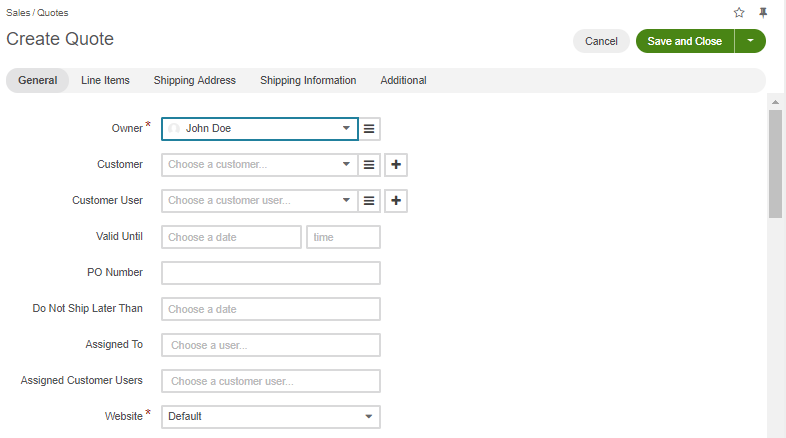 Sales / Quotes
Create Quote
Cancel Save and Close
General Line Items Shipping Address Shipping Information Additional
Owner * John Doe
Customer Choose a customer...
Customer User Choose a customer user...
Valid Until Choose a date time
PO Number
Do Not Ship Later Than Choose a date
Assigned To Choose a user...
Assigned Customer Users Choose a customer user...
Website * Default